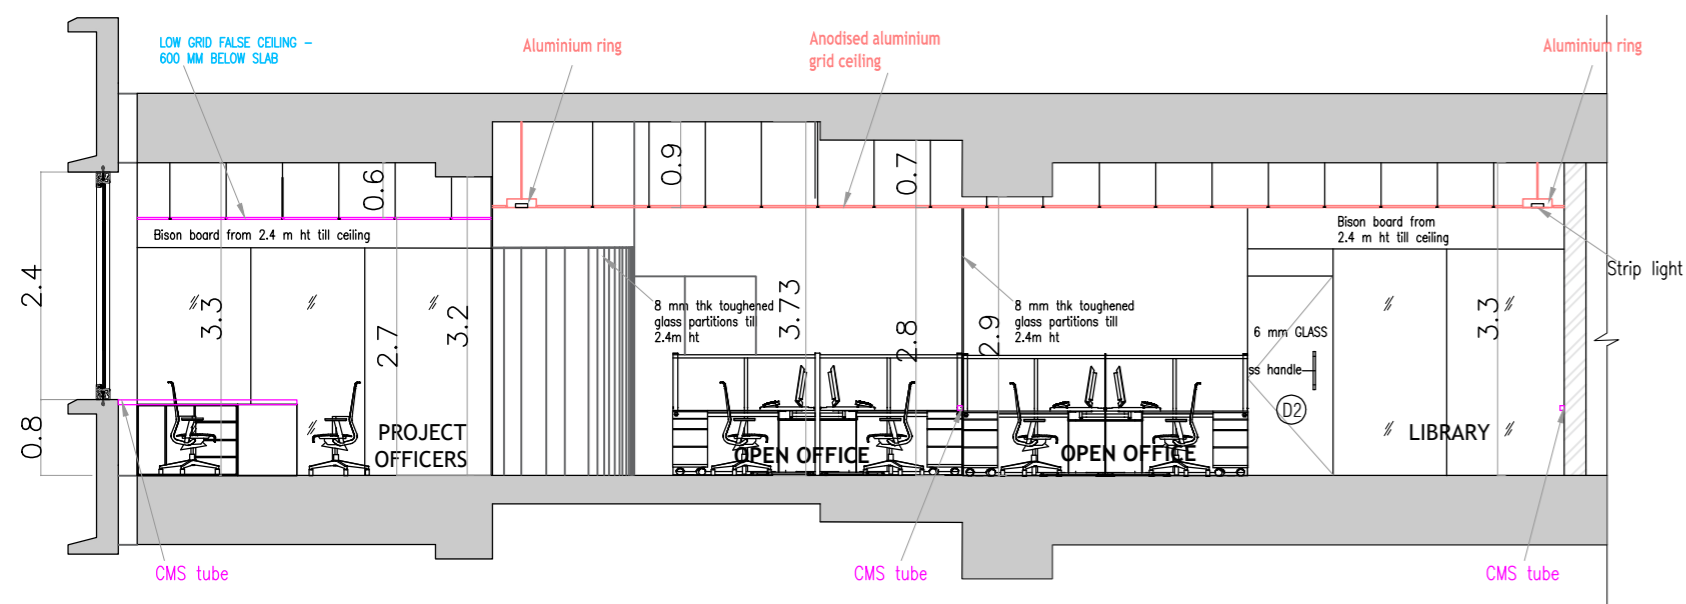 LOW GRID FALSE CEILING –
600 MM BELOW SLAB
Aluminium ring
Anodised aluminium
grid ceiling
Aluminium ring
0.6
0.9
0.7
Bison board from 2.4 m ht till ceiling
Bison board from
2.4 m ht till ceiling
Strip light
2.4
3.3
2.7
3.2
8 mm thk toughened
glass partitions till
2.4m ht
3.73
2.8
2.9
8 mm thk toughened
glass partitions till
2.4m ht
6 mm GLASS
ss handle
D2
3.3
0.8
PROJECT
OFFICERS
OPEN OFFICE
OPEN OFFICE
LIBRARY
CMS tube
CMS tube
CMS tube